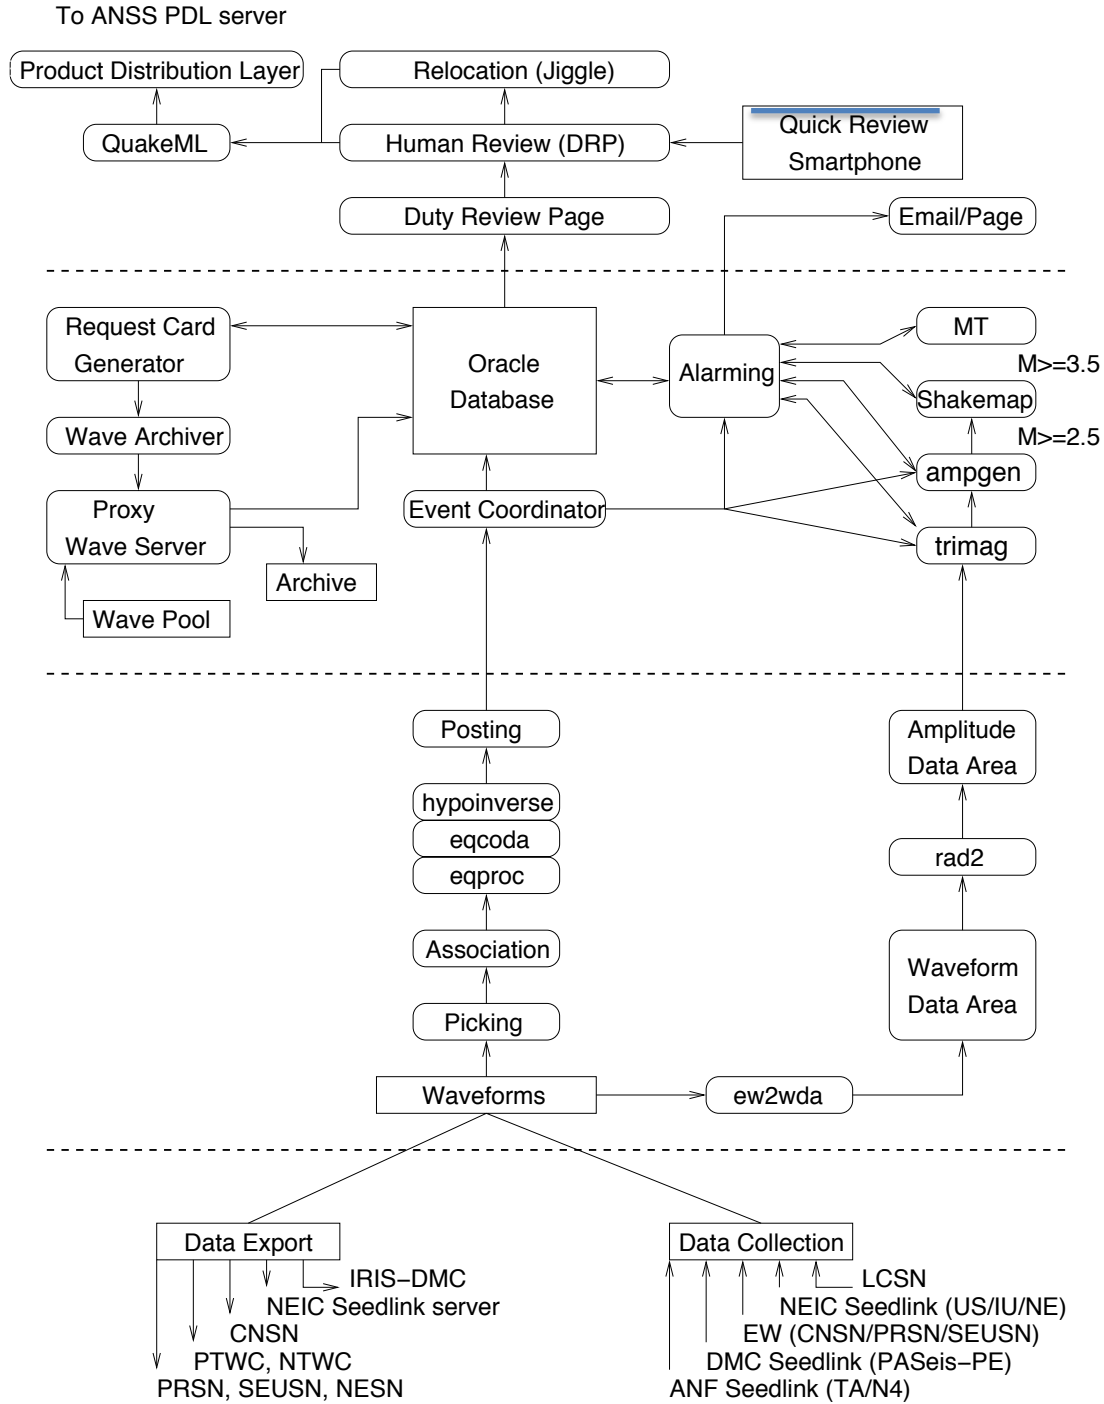 To ANSS PDL server
Product Distribution Layer
Relocation (Jiggle)
QuakeML
Human Review (DRP)
Quick Review
Smartphone
Duty Review Page
Email/Page
Request Card
Generator
Oracle
Database
Alarming
MT
M>=3.5
Shakemap
M>=2.5
Wave Archiver
ampgen
Proxy
Wave Server
Event Coordinator
trimag
Archive
Wave Pool
Posting
Amplitude
Data Area
hypoinverse
eqcoda
eqproc
rad2
Association
Waveform
Data Area
Picking
Waveforms
ew2wda
Data Export
Data Collection
IRIS−DMC
LCSN
NEIC Seedlink server
NEIC Seedlink (US/IU/NE)
CNSN
EW (CNSN/PRSN/SEUSN)
PTWC, NTWC
DMC Seedlink (PASeis−PE)
PRSN, SEUSN, NESN
ANF Seedlink (TA/N4)